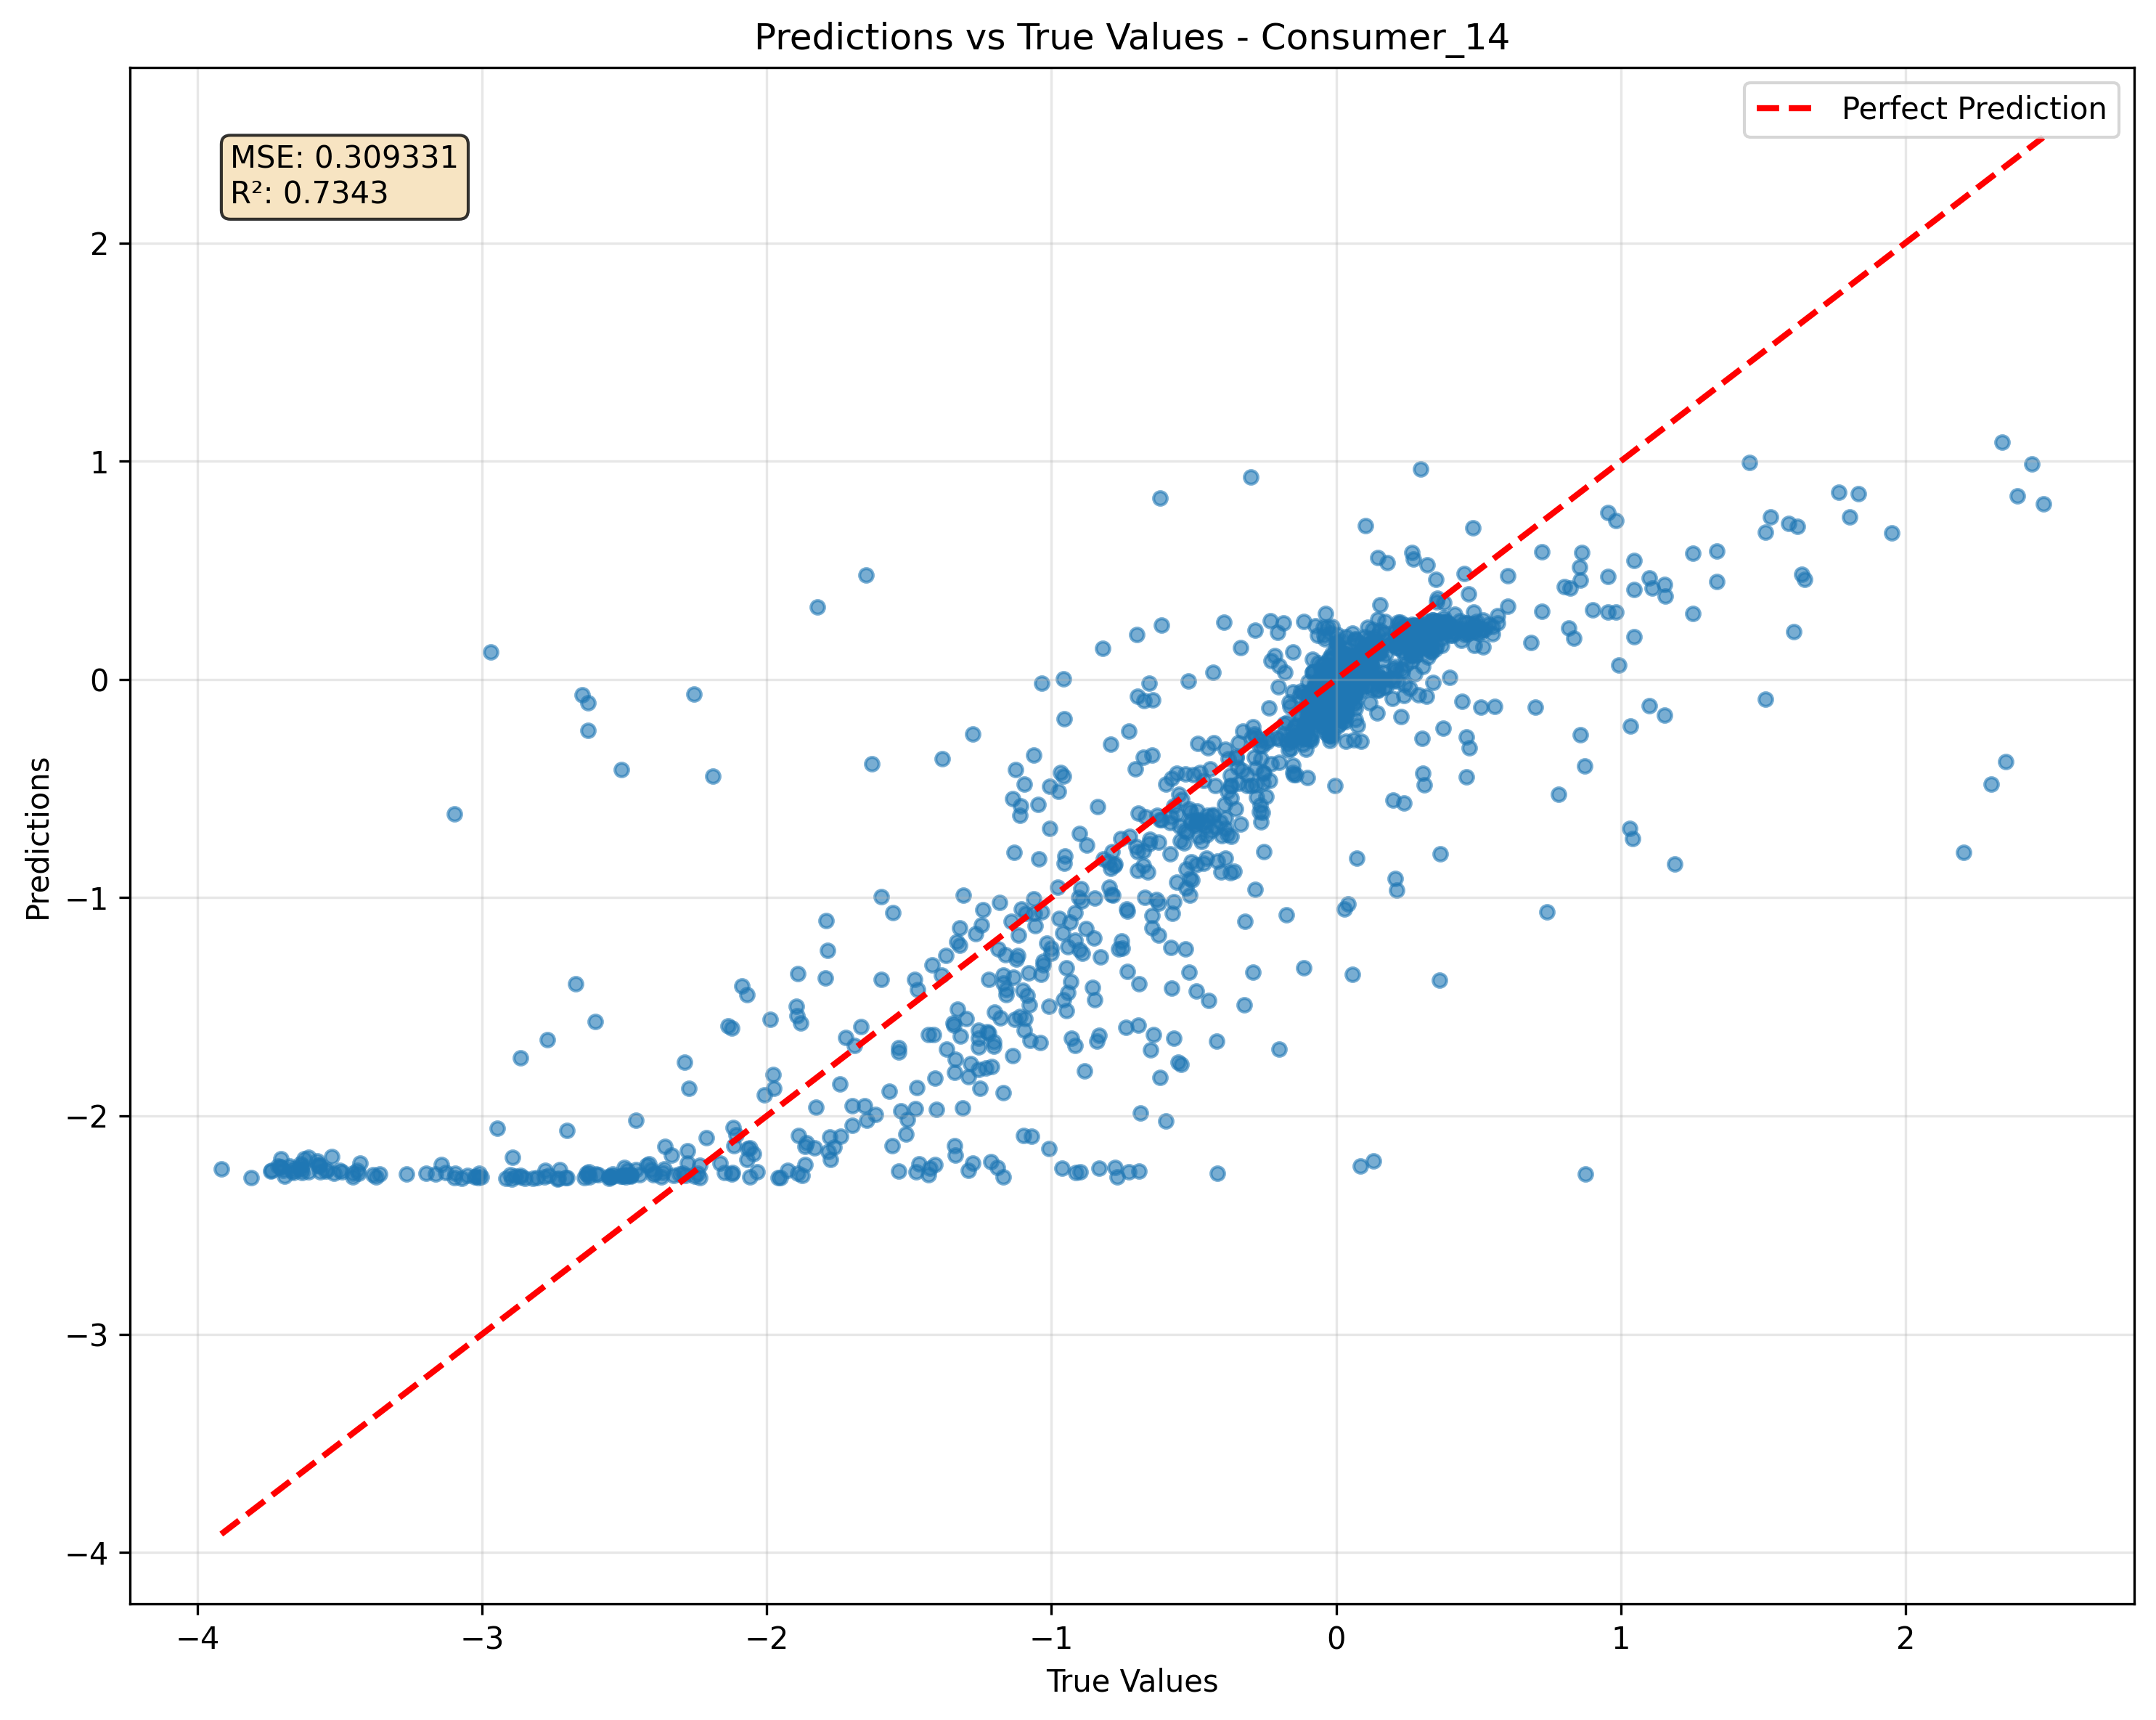 Predictions vs True Values - Consumer_14
Perfect Prediction
MSE: 0.309331
R²: 0.7343
2
1
0
−1
−2
−3
−4
Predictions
−4 −3 −2 −1 0 1 2
True Values